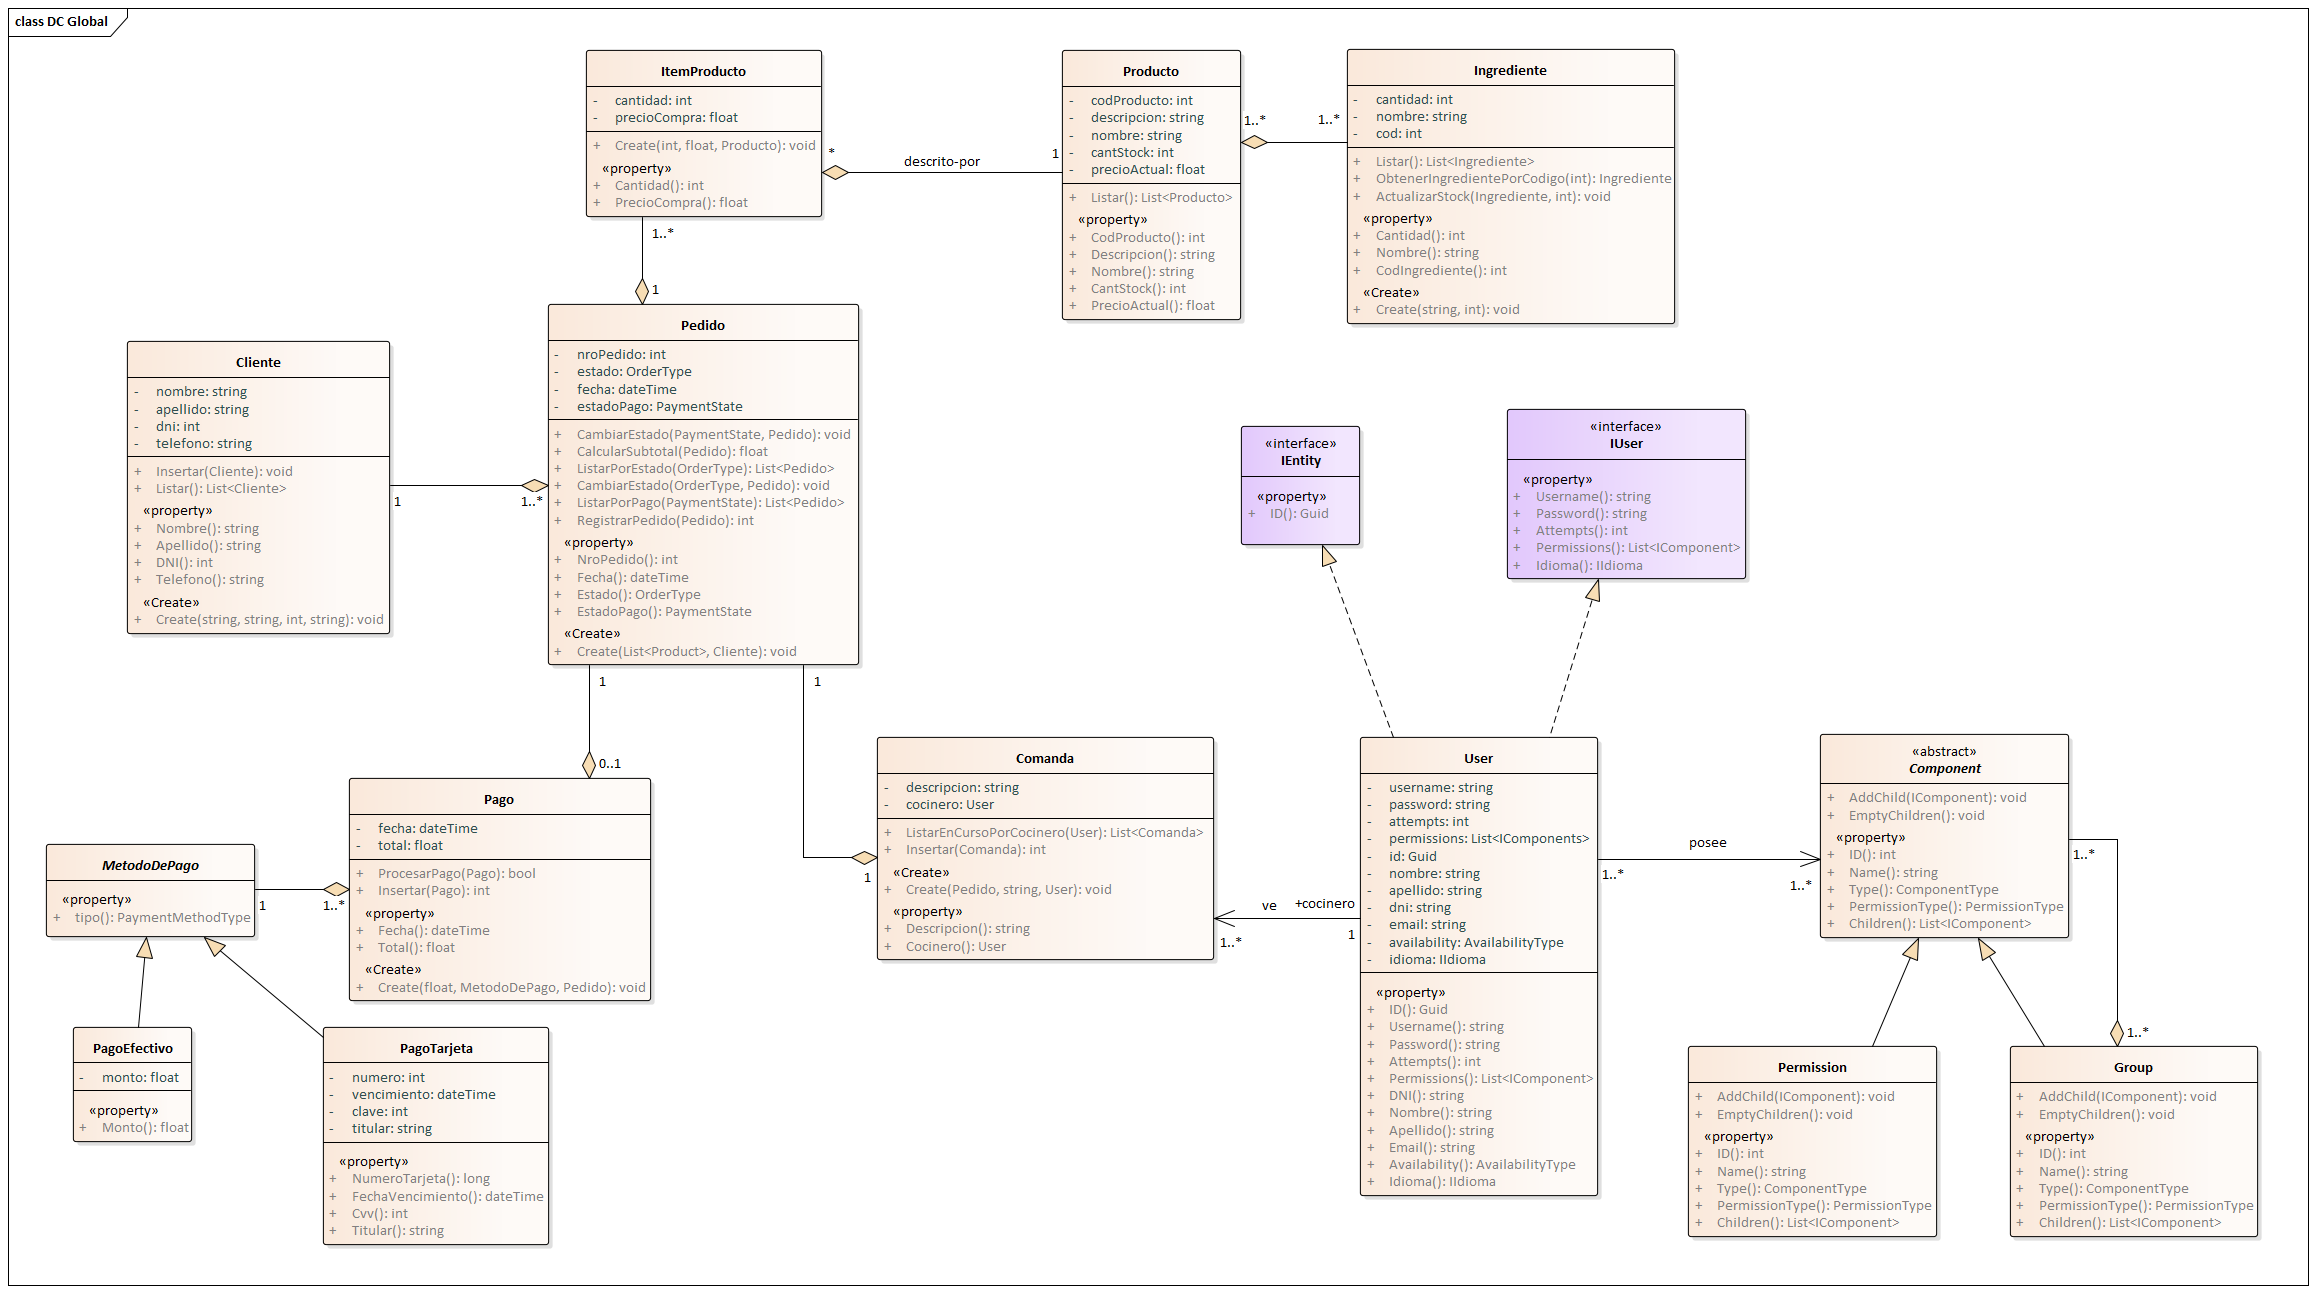 class DC Global
ItemProducto
- cantidad: int
- precioCompra: float
+ Create(int, float, Producto): void
«property»
+ Cantidad(): int
+ PrecioCompra(): float
*
descrito-por
1
1..*
1
Producto
- codProducto: int
- descripcion: string
- nombre: string
- cantStock: int
- precioActual: float
+ Listar(): List<Producto>
«property»
+ CodProducto(): int
+ Descripcion(): string
+ Nombre(): string
+ CantStock(): int
+ PrecioActual(): float
1..*
1..*
Ingrediente
- cantidad: int
- nombre: string
- cod: int
+ Listar(): List<Ingrediente>
+ ObtenerIngredientePorCodigo(int): Ingrediente
+ ActualizarStock(Ingrediente, int): void
«property»
+ Cantidad(): int
+ Nombre(): string
+ CodIngrediente(): int
«Create»
+ Create(string, int): void
Cliente
- nombre: string
- apellido: string
- dni: int
- telefono: string
+ Insertar(Cliente): void
+ Listar(): List<Cliente>
«property»
+ Nombre(): string
+ Apellido(): string
+ DNI(): int
+ Telefono(): string
«Create»
+ Create(string, string, int, string): void
1
1..*
Pedido
- nroPedido: int
- estado: OrderType
- fecha: dateTime
- estadoPago: PaymentState
+ CambiarEstado(PaymentState, Pedido): void
+ CalcularSubtotal(Pedido): float
+ ListarPorEstado(OrderType): List<Pedido>
+ CambiarEstado(OrderType, Pedido): void
+ ListarPorPago(PaymentState): List<Pedido>
+ RegistrarPedido(Pedido): int
«property»
+ NroPedido(): int
+ Fecha(): dateTime
+ Estado(): OrderType
+ EstadoPago(): PaymentState
«Create»
+ Create(List<Product>, Cliente): void
1
1
0..1
1
«interface»
IEntity
«property»
+ ID(): Guid
«interface»
IUser
«property»
+ Username(): string
+ Password(): string
+ Attempts(): int
+ Permissions(): List<IComponent>
+ Idioma(): IIdioma
MetodoDePago
«property»
+ tipo(): PaymentMethodType
1
1..*
Pago
- fecha: dateTime
- total: float
+ ProcesarPago(Pago): bool
+ Insertar(Pago): int
«property»
+ Fecha(): dateTime
+ Total(): float
«Create»
+ Create(float, MetodoDePago, Pedido): void
PagoEfectivo
- monto: float
«property»
+ Monto(): float
PagoTarjeta
- numero: int
- vencimiento: dateTime
- clave: int
- titular: string
«property»
+ NumeroTarjeta(): long
+ FechaVencimiento(): dateTime
+ Cvv(): int
+ Titular(): string
Comanda
- descripcion: string
- cocinero: User
+ ListarEnCursoPorCocinero(User): List<Comanda>
+ Insertar(Comanda): int
«Create»
+ Create(Pedido, string, User): void
«property»
+ Descripcion(): string
+ Cocinero(): User
ve
+cocinero
1..*
1
User
- username: string
- password: string
- attempts: int
- permissions: List<IComponents>
- id: Guid
- nombre: string
- apellido: string
- dni: string
- email: string
- availability: AvailabilityType
- idioma: IIdioma
«property»
+ ID(): Guid
+ Username(): string
+ Password(): string
+ Attempts(): int
+ Permissions(): List<IComponent>
+ DNI(): string
+ Nombre(): string
+ Apellido(): string
+ Email(): string
+ Availability(): AvailabilityType
+ Idioma(): IIdioma
posee
1..*
1..*
«abstract»
Component
+ AddChild(IComponent): void
+ EmptyChildren(): void
«property»
+ ID(): int
+ Name(): string
+ Type(): ComponentType
+ PermissionType(): PermissionType
+ Children(): List<IComponent>
1..*
1..*
Permission
+ AddChild(IComponent): void
+ EmptyChildren(): void
«property»
+ ID(): int
+ Name(): string
+ Type(): ComponentType
+ PermissionType(): PermissionType
+ Children(): List<IComponent>
Group
+ AddChild(IComponent): void
+ EmptyChildren(): void
«property»
+ ID(): int
+ Name(): string
+ Type(): ComponentType
+ PermissionType(): PermissionType
+ Children(): List<IComponent>